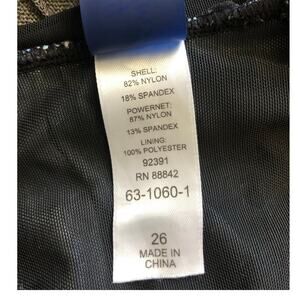 SHELL:
82% NYLON
18% SPANDEX
POWERNET:
87% NYLON
13% SPANDEX
LINING:
100% POLYESTER
92391
RN 88842
63-1060-1
26
MADE IN
CHINA